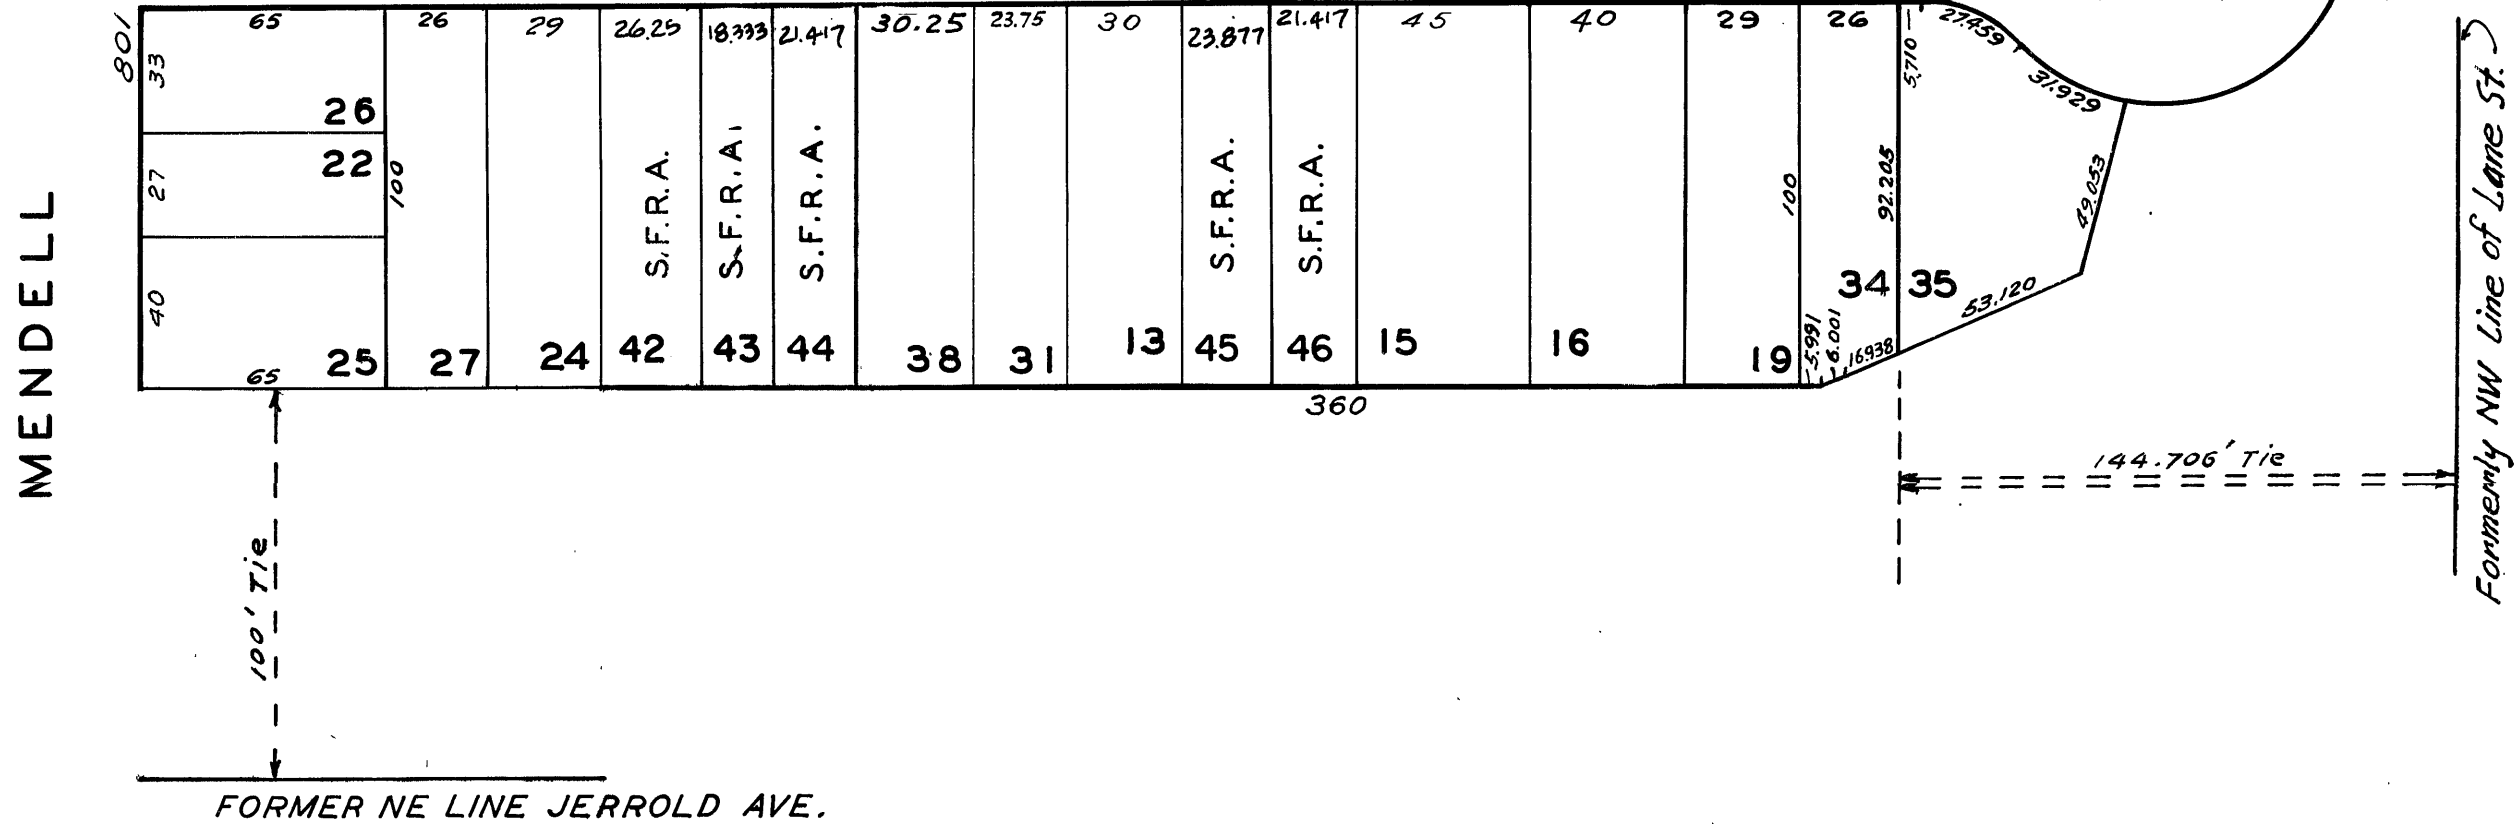 65 26 29 26.25 18.333 21.417 30.25 23.75 30 23.877 21.417 45 40 29 26 5.710 27.459
801
33
31.929
26
22
27
100
S.F.R.A. S.F.R.A. S.F.R.A. S.F.R.A. S.F.R.A.
100
92.205
49.053
MENDELL
40
34 35
53.120
25 27 24 42 43 44 38 31 13 45 46 15 16 19
5.991
6.001
16.938
65
360
144.706' Tie
Formerly NW Line of Lane St.)
100' Tie
FORMER NE LINE JERROLD AVE.